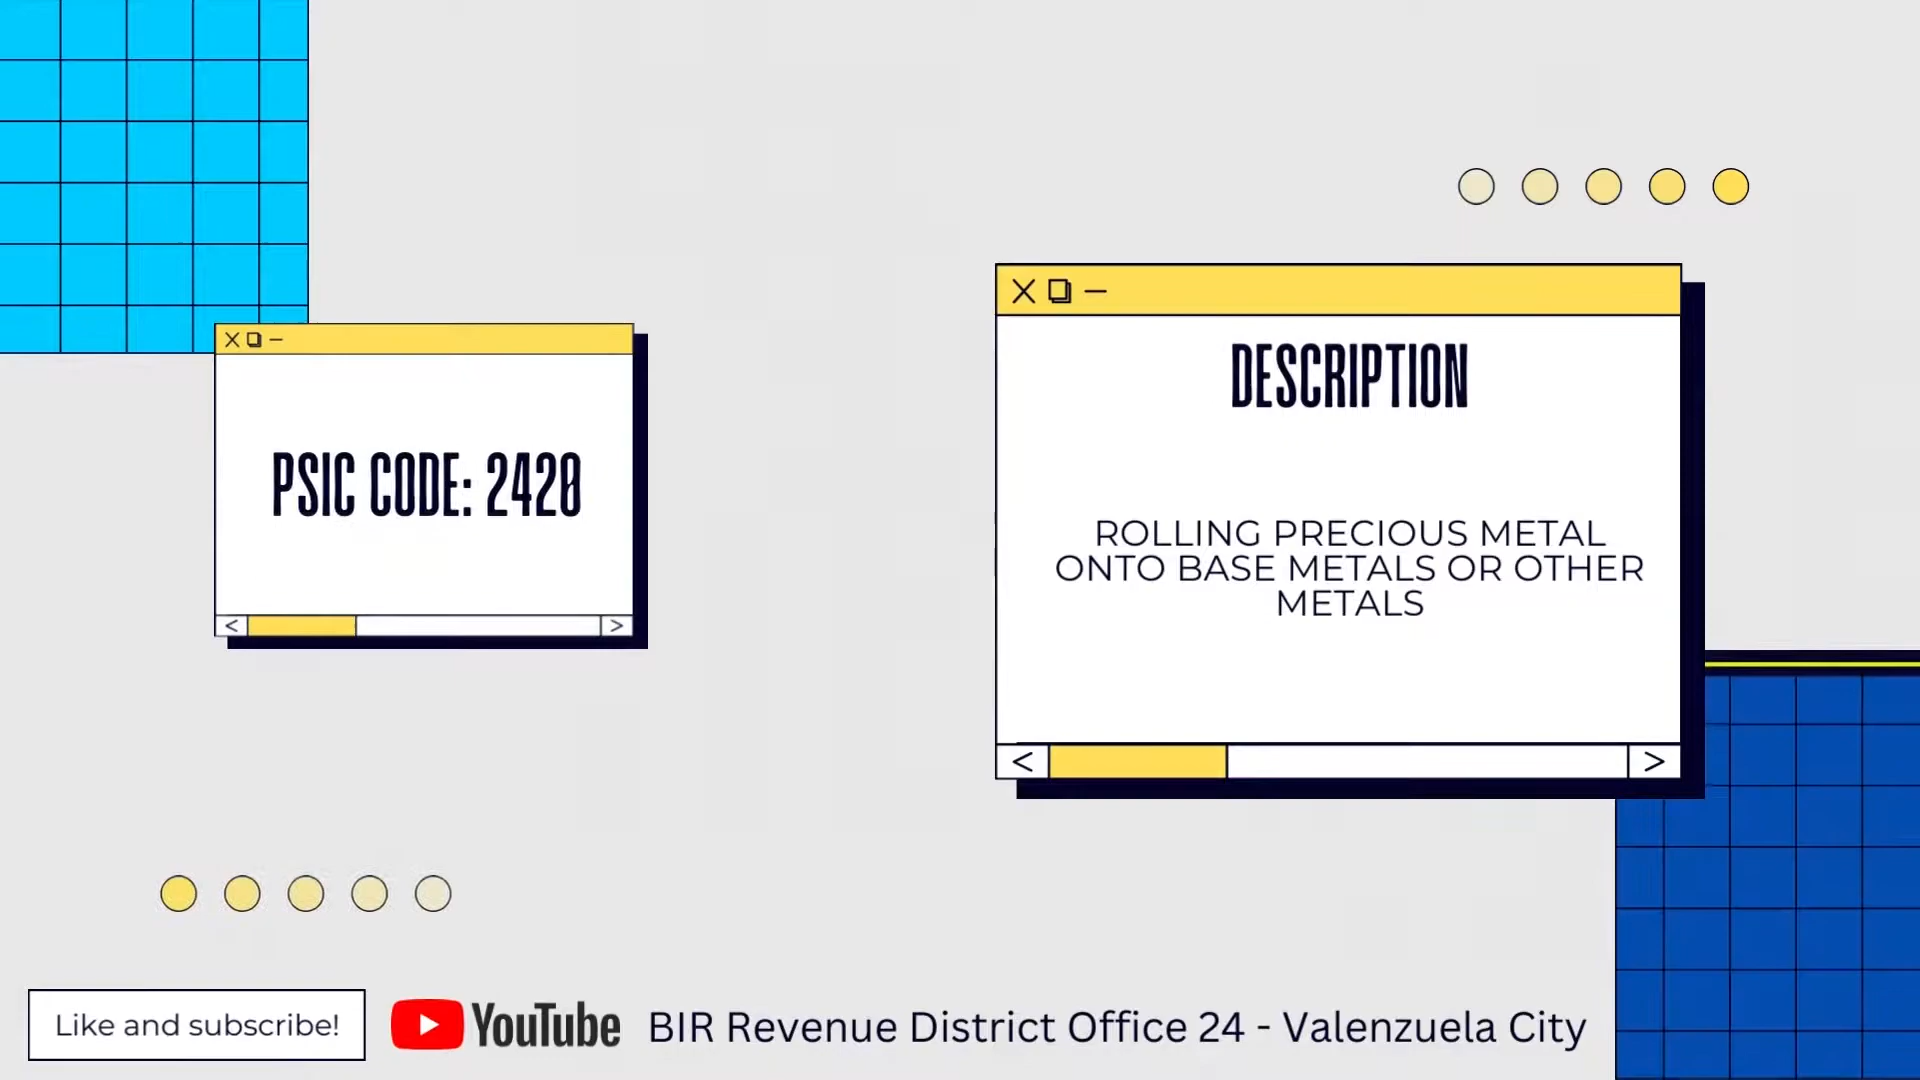 PSIC CODE: 2420
DESCRIPTION
ROLLING PRECIOUS METAL
ONTO BASE METALS OR OTHER
METALS
Like and subscribe!
YouTube
BIR Revenue District Office 24 - Valenzuela City